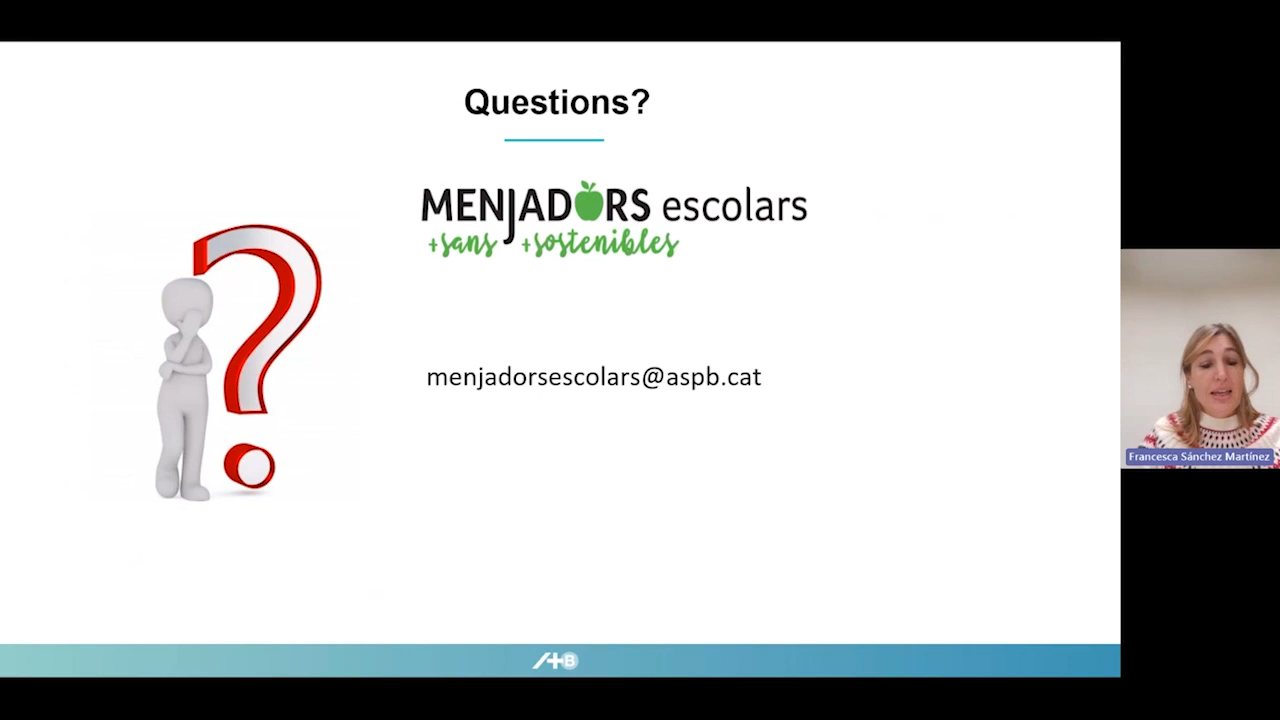 Questions?
MENJADORS escolars
+sans +sostenibles
menjadorsescolars@aspb.cat
Francesca Sánchez Martínez